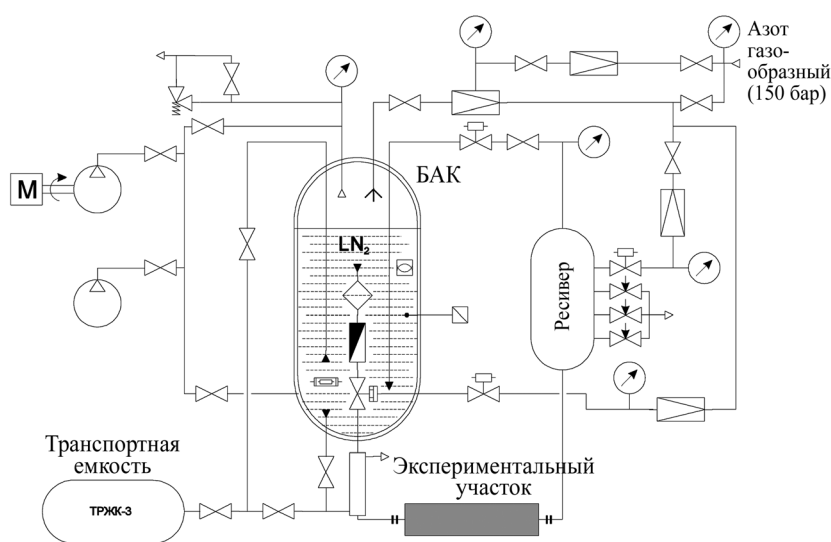 Азот
газо-
образный
(150 бар)
БАК
M
LN₂
Ресивер
Транспортная
емкость
ТРЖК-3
Экспериментальный
участок